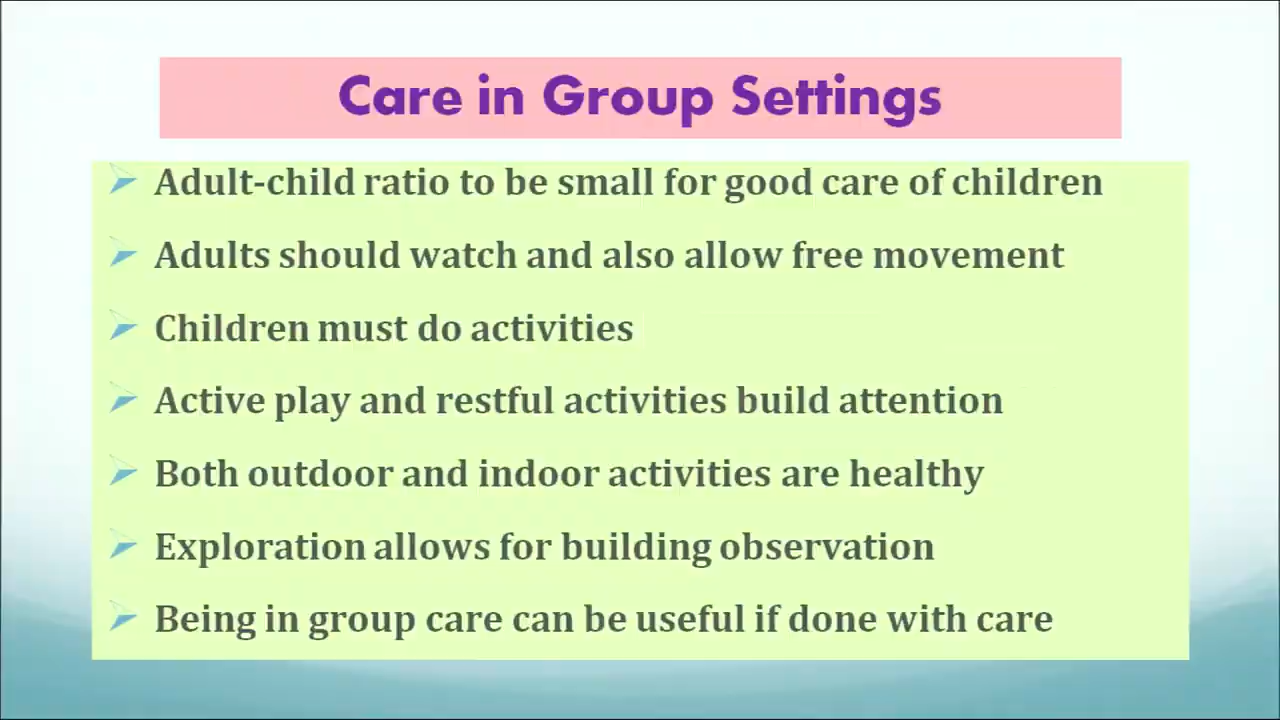 Care in Group Settings
Adult-child ratio to be small for good care of children
Adults should watch and also allow free movement
Children must do activities
Active play and restful activities build attention
Both outdoor and indoor activities are healthy
Exploration allows for building observation
Being in group care can be useful if done with care